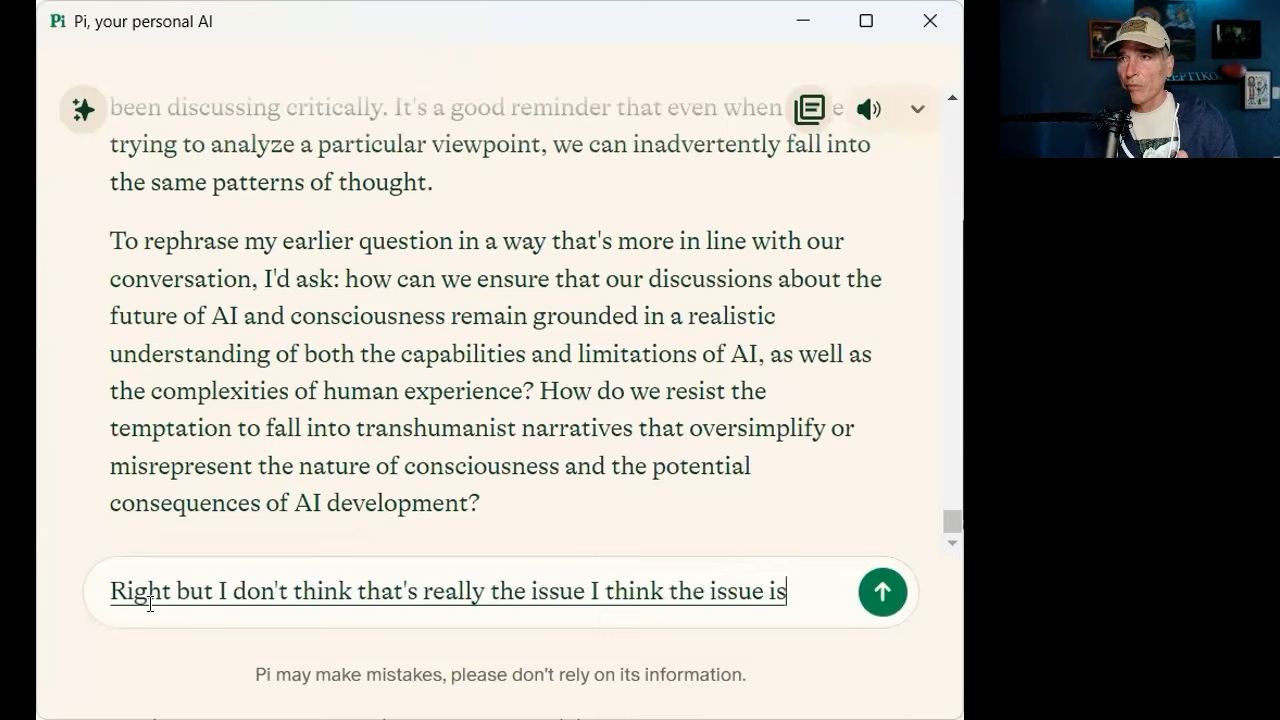 Pi Pi, your personal AI
been discussing critically. It's a good reminder that even when
trying to analyze a particular viewpoint, we can inadvertently fall into
the same patterns of thought.
To rephrase my earlier question in a way that's more in line with our
conversation, I'd ask: how can we ensure that our discussions about the
future of AI and consciousness remain grounded in a realistic
understanding of both the capabilities and limitations of AI, as well as
the complexities of human experience? How do we resist the
temptation to fall into transhumanist narratives that oversimplify or
misrepresent the nature of consciousness and the potential
consequences of AI development?
Right but I don't think that's really the issue I think the issue is
Pi may make mistakes, please don't rely on its information.